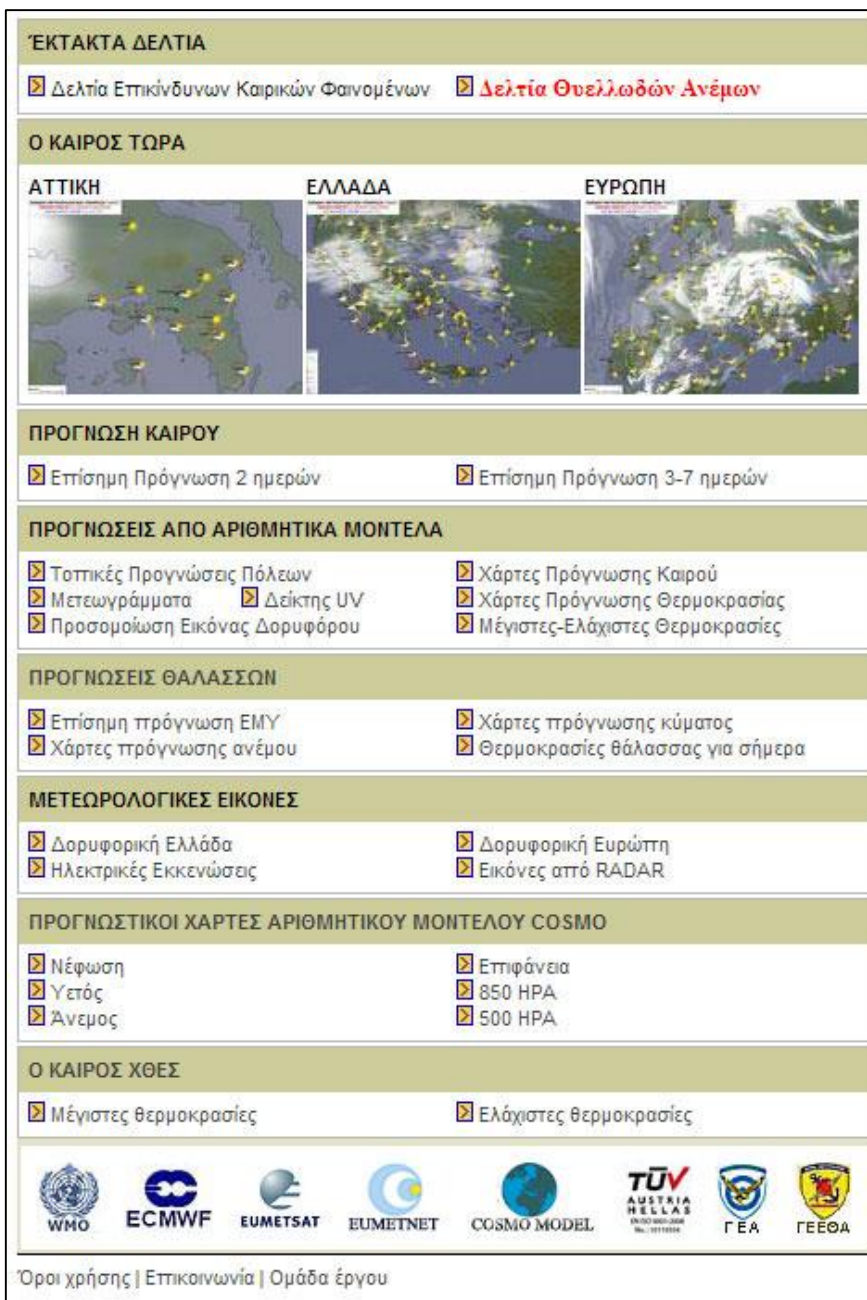 ΈΚΤΑΚΤΑ ΔΕΛΤΙΑ
Δελτία Επικίνδυνων Καιρικών Φαινομένων Δελτία Θυελλωδών Ανέμων
Ο ΚΑΙΡΟΣ ΤΩΡΑ
ΑΤΤΙΚΗ ΕΛΛΑΔΑ ΕΥΡΩΠΗ
ΠΡΟΓΝΩΣΗ ΚΑΙΡΟΥ
Επίσημη Πρόγνωση 2 ημερών Επίσημη Πρόγνωση 3-7 ημερών
ΠΡΟΓΝΩΣΕΙΣ ΑΠΟ ΑΡΙΘΜΗΤΙΚΑ ΜΟΝΤΕΛΑ
Τοπικές Προγνώσεις Πόλεων Χάρτες Πρόγνωσης Καιρού
Μετεωγράμματα Δείκτης UV Χάρτες Πρόγνωσης Θερμοκρασίας
Προσομοίωση Εικόνας Δορυφόρου Μέγιστες-Ελάχιστες Θερμοκρασίες
ΠΡΟΓΝΩΣΕΙΣ ΘΑΛΑΣΣΩΝ
Επίσημη πρόγνωση ΕΜΥ Χάρτες πρόγνωσης κύματος
Χάρτες πρόγνωσης ανέμου Θερμοκρασίες θάλασσας για σήμερα
ΜΕΤΕΩΡΟΛΟΓΙΚΕΣ ΕΙΚΟΝΕΣ
Δορυφορική Ελλάδα Δορυφορική Ευρώπη
Ηλεκτρικές Εκκενώσεις Εικόνες από RADAR
ΠΡΟΓΝΩΣΤΙΚΟΙ ΧΑΡΤΕΣ ΑΡΙΘΜΗΤΙΚΟΥ ΜΟΝΤΕΛΟΥ COSMO
Νέφωση Επιφάνεια
Υετός 850 HPA
Άνεμος 500 HPA
Ο ΚΑΙΡΟΣ ΧΘΕΣ
Μέγιστες θερμοκρασίες Ελάχιστες θερμοκρασίες
WMO ECMWF EUMETSAT EUMETNET COSMO MODEL TÜV AUSTRIA HELLAS ΓΕΑ ΓΕΕΘΑ
Όροι χρήσης | Επικοινωνία | Ομάδα έργου